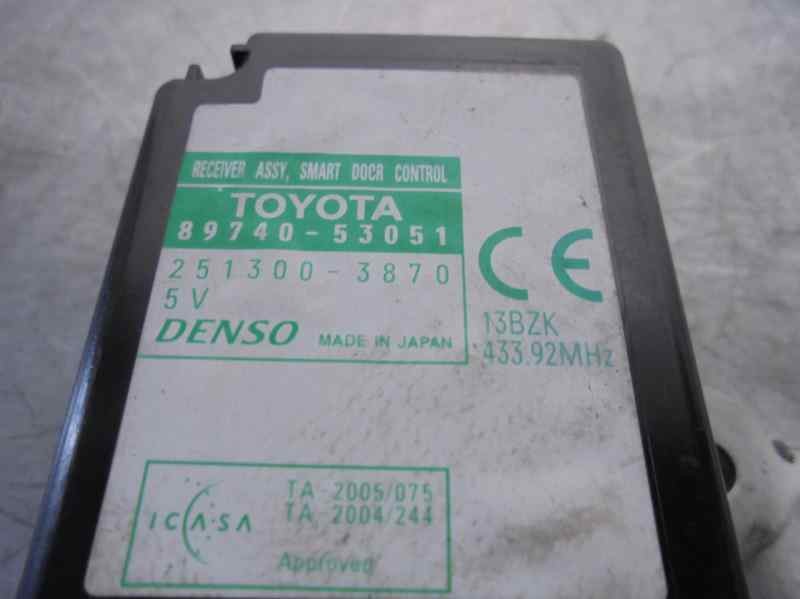 RECEIVER ASSY, SMART DOOR CONTROL
TOYOTA
89740-53051
251300-3870
5V
DENSO MADE IN JAPAN
CE
13BZK
433.92MHz
ICASA
TA 2005/075
TA 2004/244
Approved